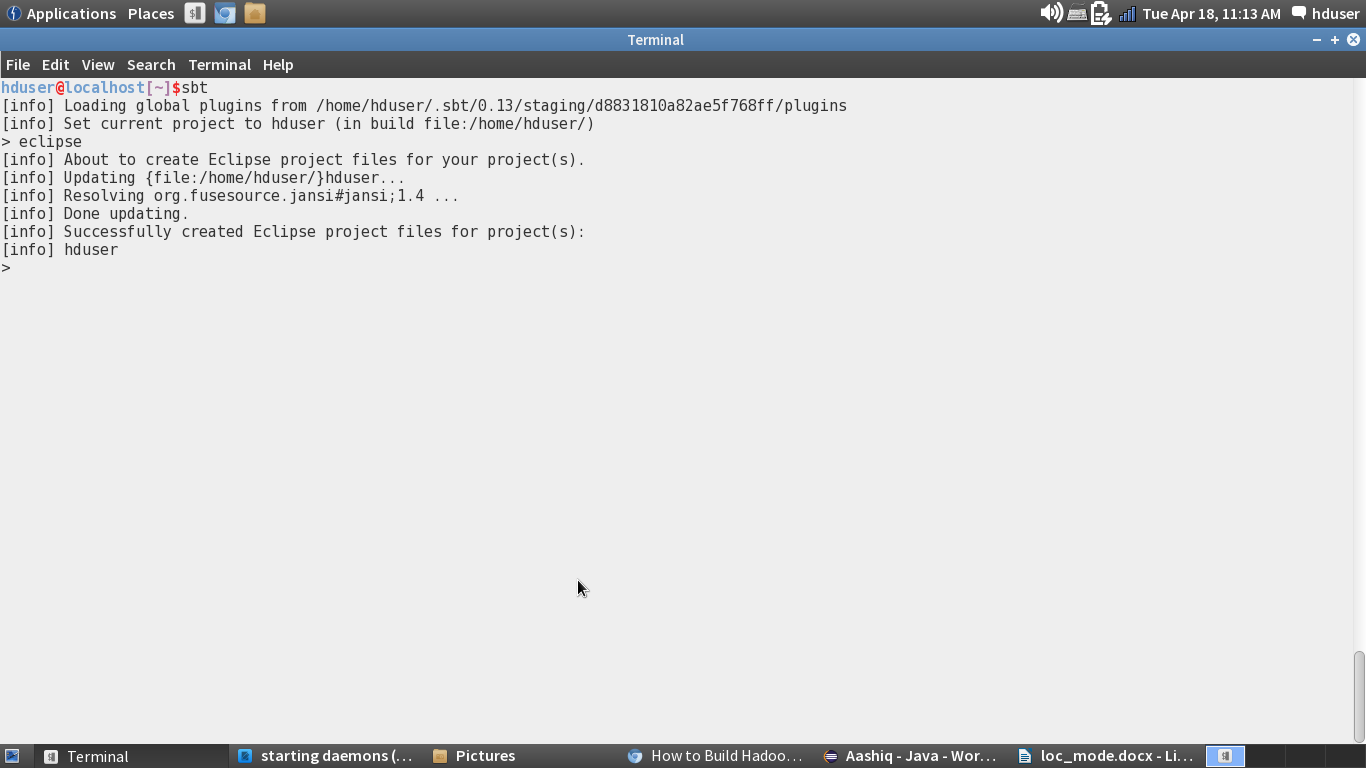 Applications Places Tue Apr 18, 11:13 AM hduser
Terminal
File Edit View Search Terminal Help
hduser@localhost[~]$sbt
[info] Loading global plugins from /home/hduser/.sbt/0.13/staging/d8831810a82ae5f768ff/plugins
[info] Set current project to hduser (in build file:/home/hduser/)
> eclipse
[info] About to create Eclipse project files for your project(s).
[info] Updating {file:/home/hduser/}hduser...
[info] Resolving org.fusesource.jansi#jansi;1.4 ...
[info] Done updating.
[info] Successfully created Eclipse project files for project(s):
[info] hduser
>
Terminal starting daemons (... Pictures How to Build Hadoo... Aashiq - Java - Wor... loc_mode.docx - Li...